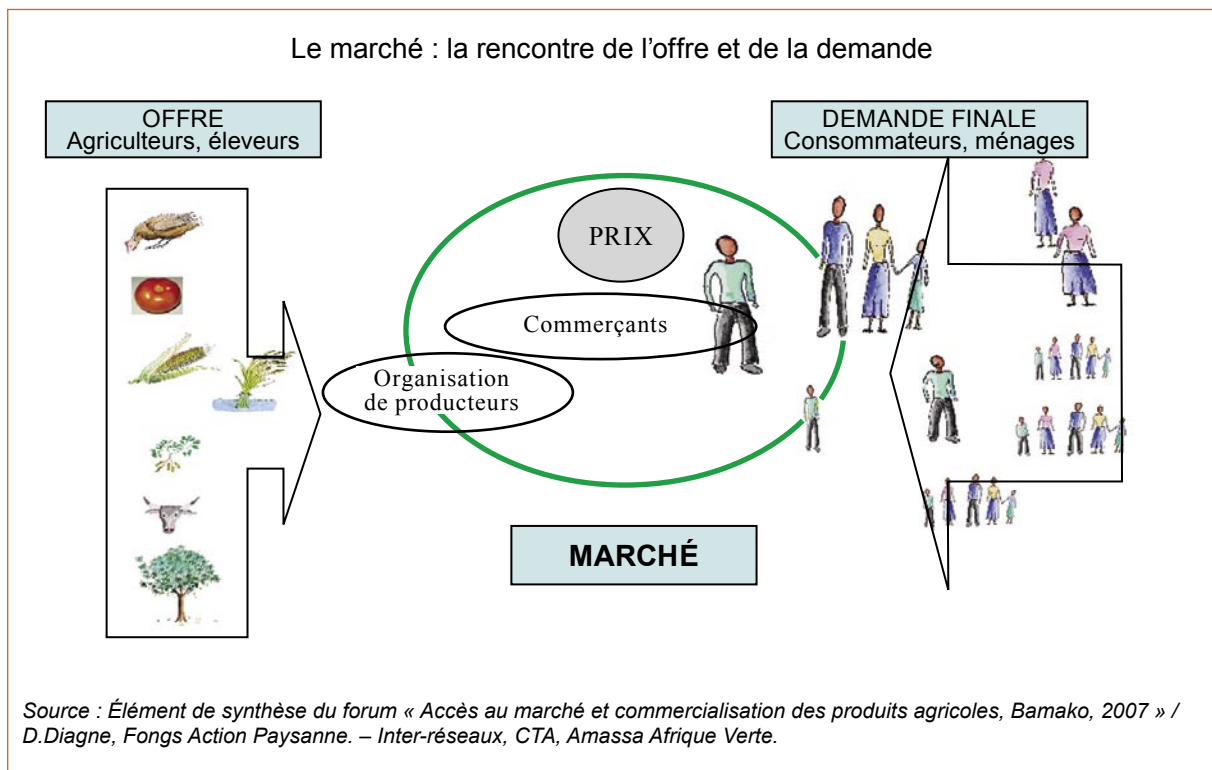 Le marché : la rencontre de l’offre et de la demande
OFFRE
Agriculteurs, éleveurs
DEMANDE FINALE
Consommateurs, ménages
PRIX
Commerçants
Organisation
de producteurs
MARCHÉ
Source : Élément de synthèse du forum « Accès au marché et commercialisation des produits agricoles, Bamako, 2007 » /
D.Diagne, Fongs Action Paysanne. – Inter-réseaux, CTA, Amassa Afrique Verte.